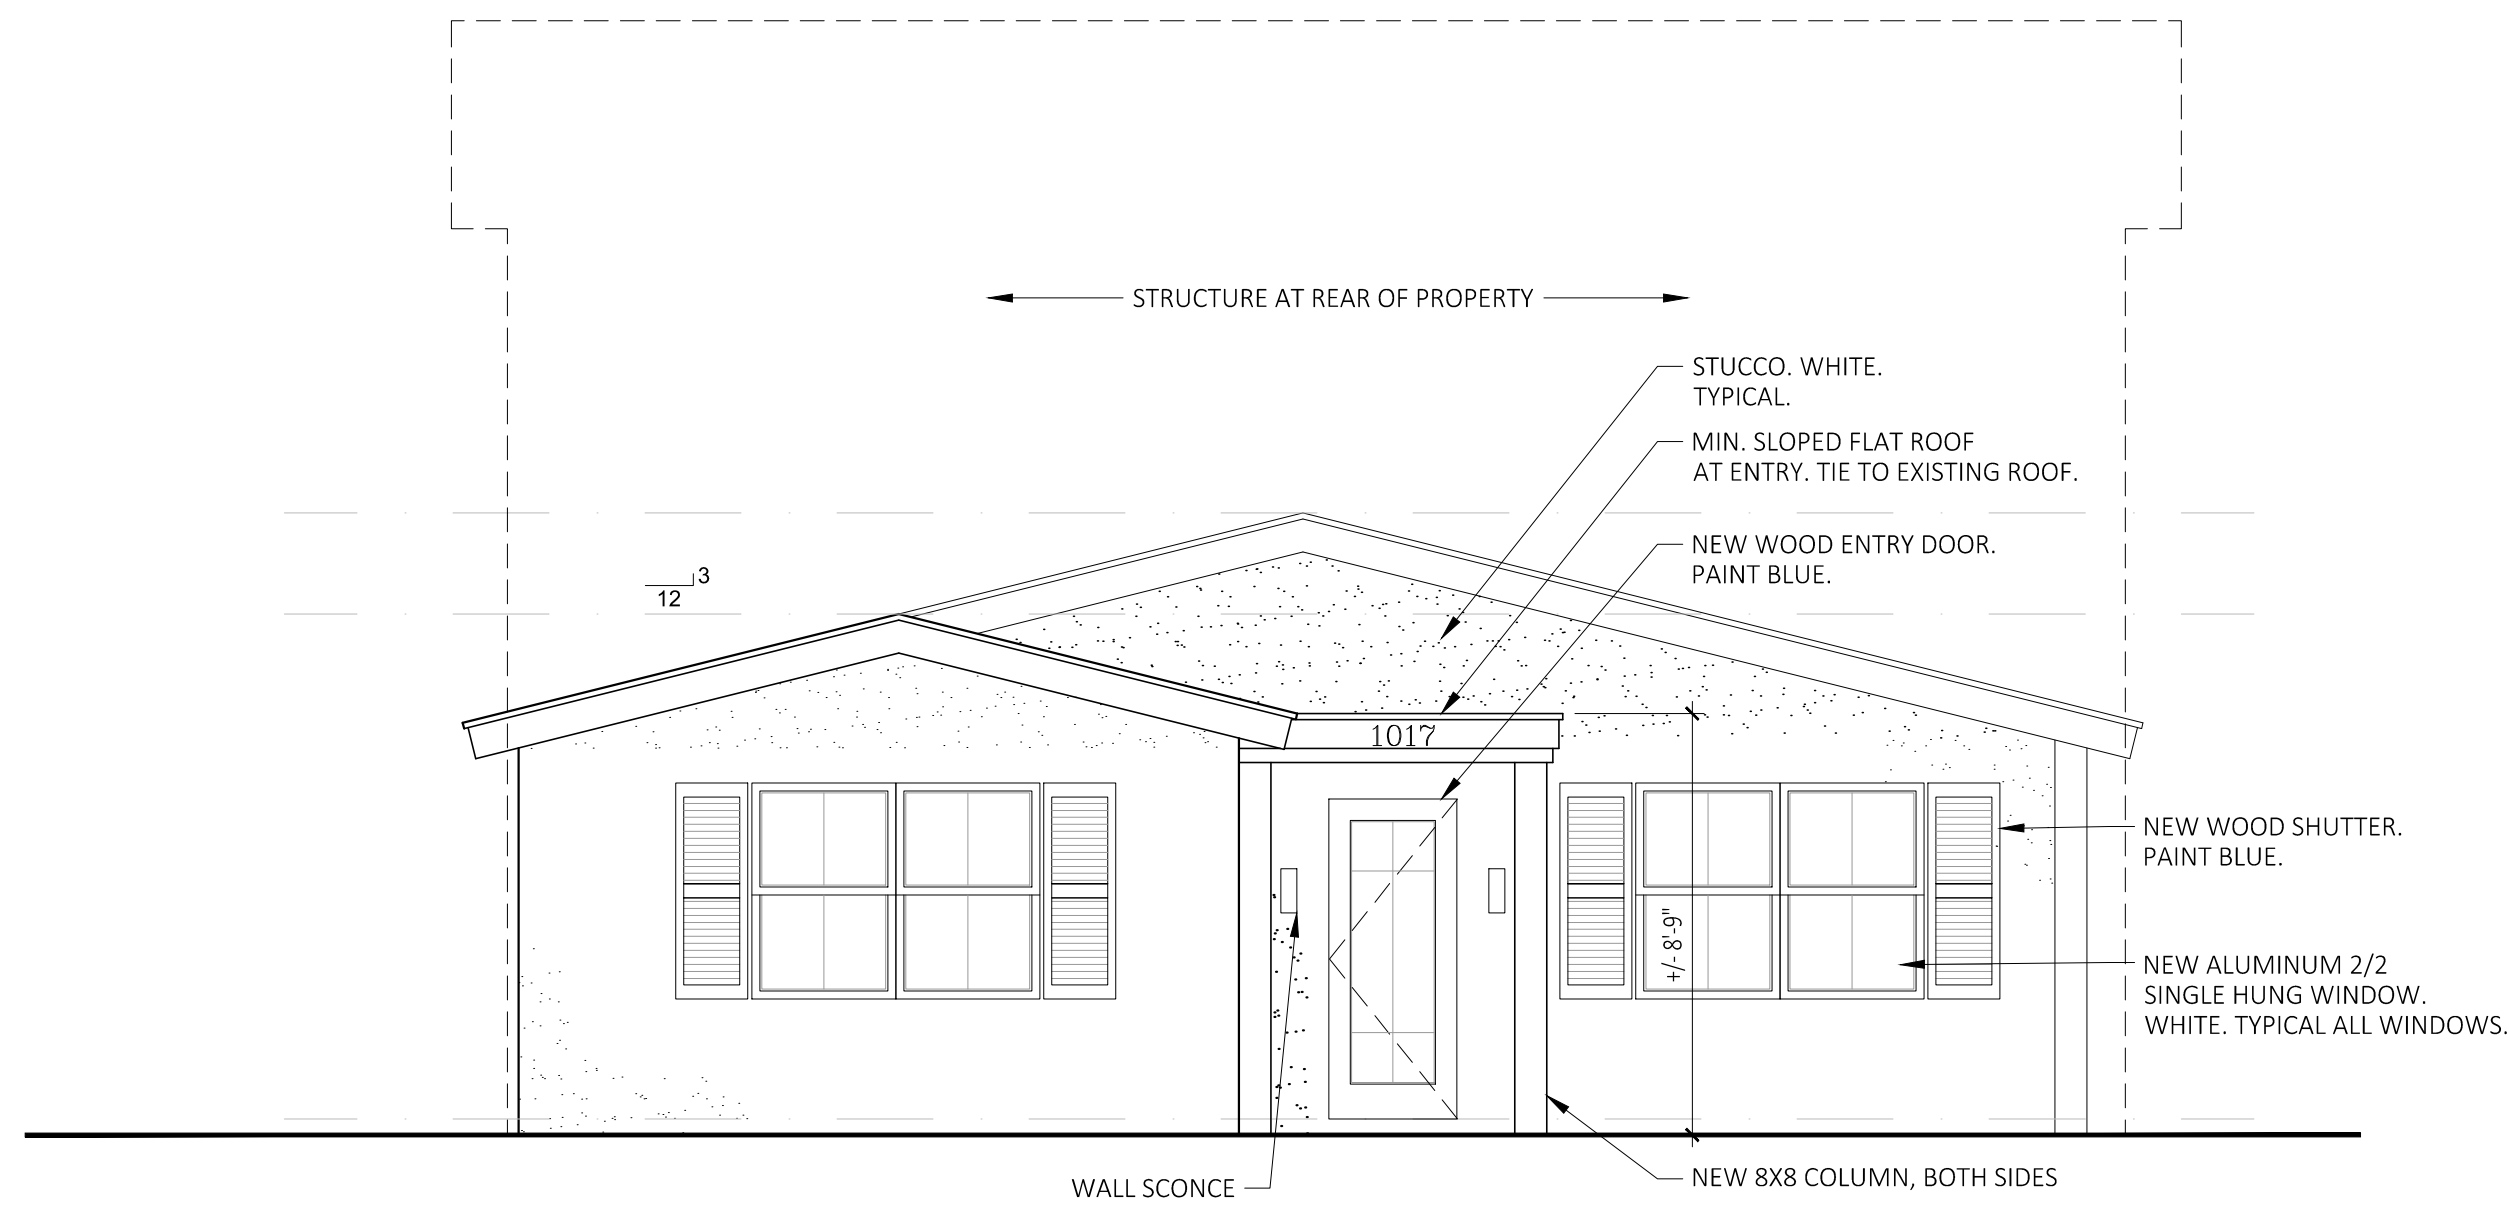 STRUCTURE AT REAR OF PROPERTY
STUCCO. WHITE.
TYPICAL.
MIN. SLOPED FLAT ROOF
AT ENTRY. TIE TO EXISTING ROOF.
NEW WOOD ENTRY DOOR.
PAINT BLUE.
3
12
1017
NEW WOOD SHUTTER.
PAINT BLUE.
+/- 8'-9"
NEW ALUMINUM 2/2
SINGLE HUNG WINDOW.
WHITE. TYPICAL ALL WINDOWS.
WALL SCONCE
NEW 8X8 COLUMN, BOTH SIDES